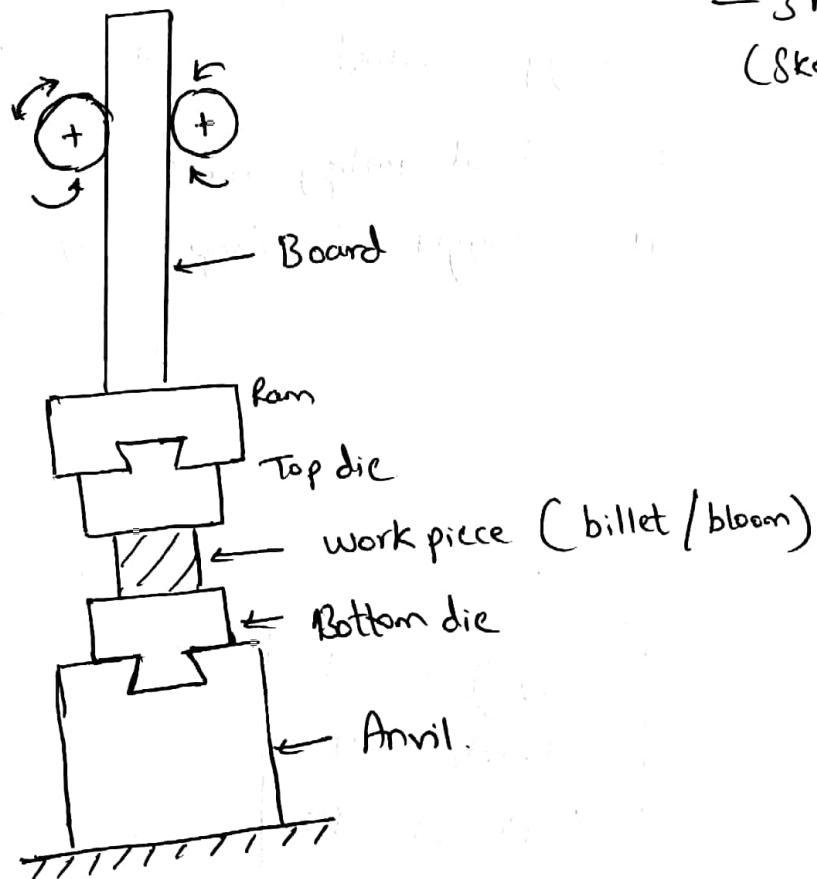 Board
Ram
Top die
work piece (billet/bloom)
Bottom die
Anvil.